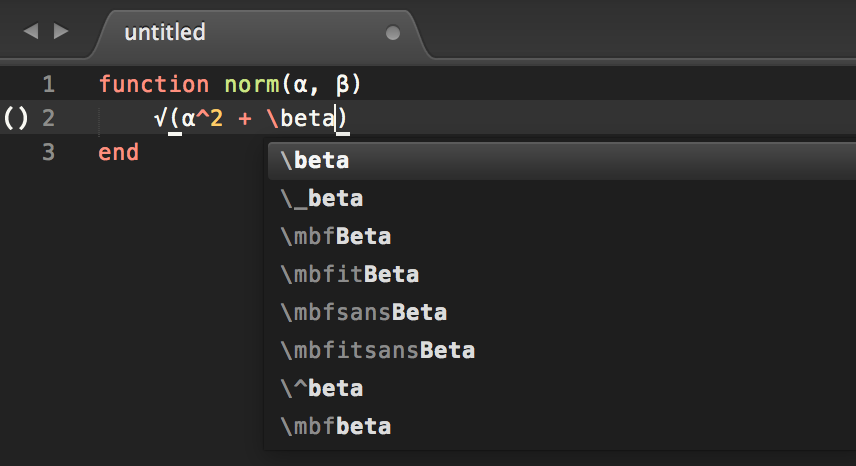 untitled
1 function norm(α, β)
() 2 √(α^2 + \beta)
3 end
\beta
\_beta
\mbfBeta
\mbfitBeta
\mbfsansBeta
\mbfitsansBeta
\^beta
\mbfbeta